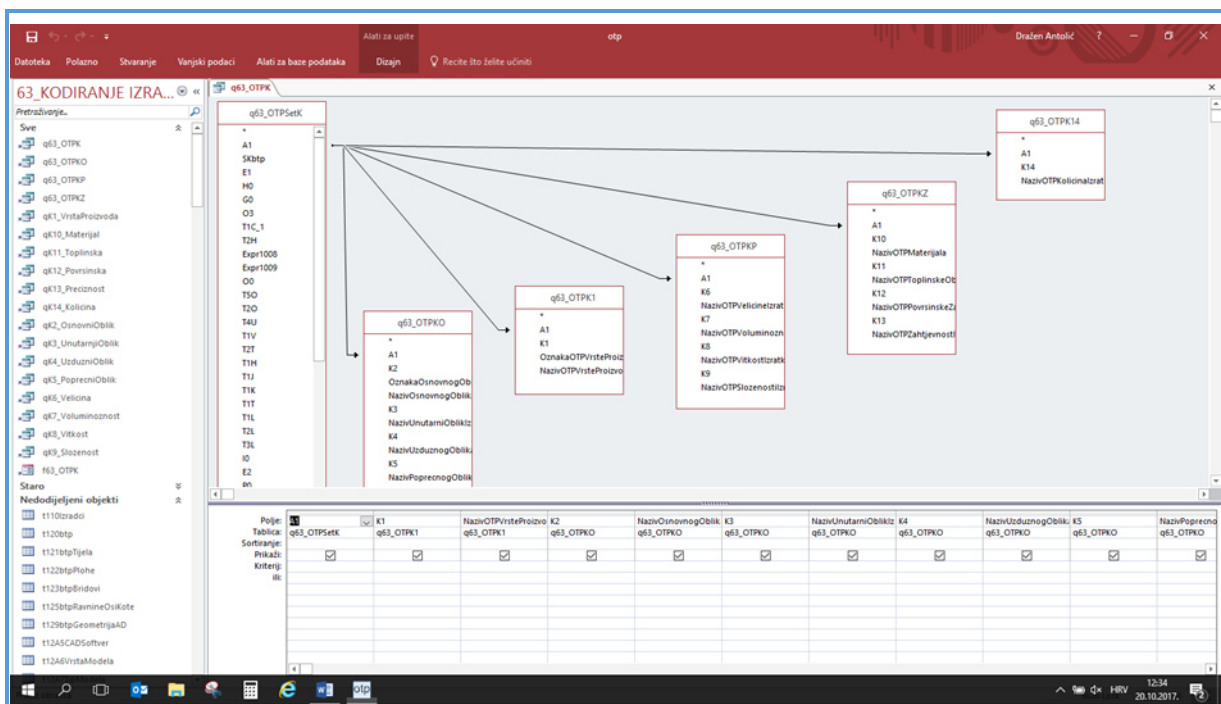 Alati za upite
otp
Dražen Antolić
?
Datoteka Polazno Stvaranje Vanjski podaci Alati za baze podataka Dizajn Recite što želite učiniti
63_KODIRANJE IZRA...
Pretraživanje...
Sve
q63_OTPK
q63_OTPKO
q63_OTPKP
q63_OTPKZ
qK1_VrstaProizvoda
qK10_Materijal
qK11_Toplinska
qK12_Povrsinska
qK13_Preciznost
qK14_Kolicina
qK2_OsnovniOblik
qK3_UnutarnjiOblik
qK4_UzduzniOblik
qK5_PoprecniOblik
qK6_Velicina
qK7_Voluminoznost
qK8_Vitkost
qK9_Slozenost
f63_OTPK
Staro
Nedodijeljeni objekti
t110Izradci
t120btp
t121btpTijela
t122btpPlohe
t123btpBridovi
t125btpRavnineOsiKote
t129btpGeometrijaAD
t12A5CADSoftver
t12A6VrstaModela
q63_OTPK
q63_OTPSetK
*
A1
SKbtp
E1
H0
G0
O3
T1C_1
T2H
Expr1008
Expr1009
O0
T5O
T2O
T4U
T1V
T2T
T1H
T1J
T1K
T1T
T1L
T2L
T3L
I0
E2
P0
q63_OTPKO
*
A1
K2
OznakaOsnovnogOb
NazivOsnovnogOblik
K3
NazivUnutarniOblikIz
K4
NazivUzduznogOblik
K5
NazivPoprecnogOblik
q63_OTPK1
*
A1
K1
OznakaOTPVrsteProiz
NazivOTPVrsteProizvo
q63_OTPKP
*
A1
K6
NazivOTPVelicineIzrat
K7
NazivOTPVoluminozn
K8
NazivOTPVitkostIzratk
K9
NazivOTPSlozenostIz
q63_OTPKZ
*
A1
K10
NazivOTPMaterijala
K11
NazivOTPToplinskeOb
K12
NazivOTPPovrsinskeZa
K13
NazivOTPZahtjevnosti
q63_OTPK14
*
A1
K14
NazivOTPKolicinaIzrat
Polje: A1 K1 NazivOTPVrsteProizvo K2 NazivOsnovnogOblik K3 NazivUnutarniOblikIz K4 NazivUzduznogOblik K5 NazivPoprecno
Tablica: q63_OTPSetK q63_OTPK1 q63_OTPK1 q63_OTPKO q63_OTPKO q63_OTPKO q63_OTPKO q63_OTPKO q63_OTPKO q63_OTPKO q63_OTPKO
Sortiranje:
Prikaži:
Kriterij:
ili:
otp
HRV
12:34
20.10.2017.